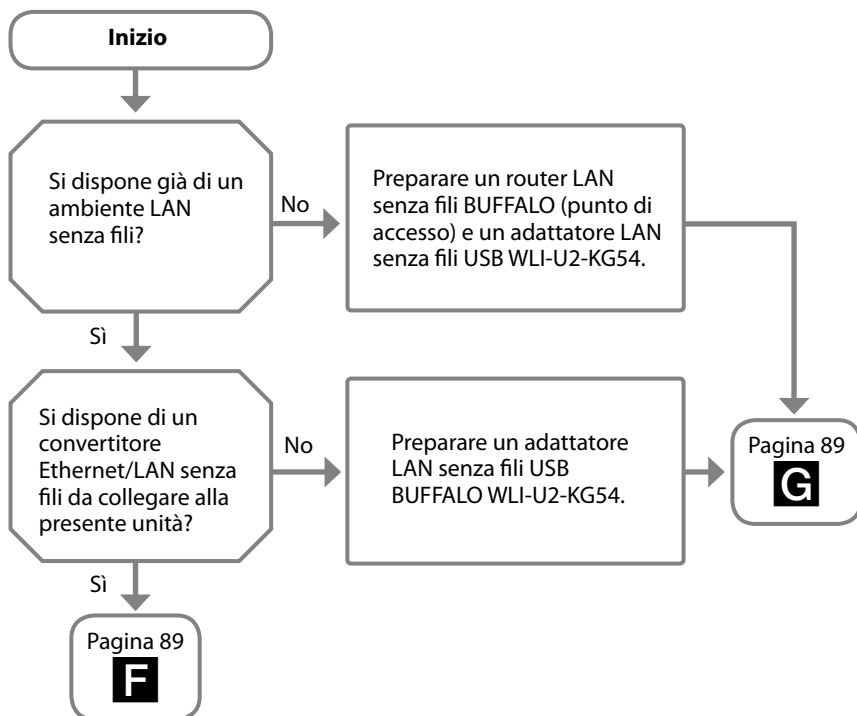 Inizio
Si dispone già di un
ambiente LAN
senza fili?
No
Preparare un router LAN
senza fili BUFFALO (punto di
accesso) e un adattatore LAN
senza fili USB WLI-U2-KG54.
Sì
Si dispone di un
convertitore
Ethernet/LAN senza
fili da collegare alla
presente unità?
No
Preparare un adattatore
LAN senza fili USB
BUFFALO WLI-U2-KG54.
Pagina 89
G
Sì
Pagina 89
F